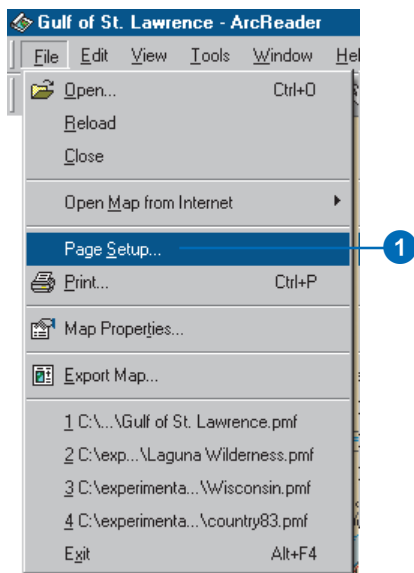 Gulf of St. Lawrence - ArcReader
File Edit View Tools Window
Open... Ctrl+O
Reload
Close
Open Map from Internet
Page Setup... 1
Print... Ctrl+P
Map Properties...
Export Map...
1 C:\...\Gulf of St. Lawrence.pmf
2 C:\exp...\Laguna Wilderness.pmf
3 C:\experimenta...\Wisconsin.pmf
4 C:\experimenta...\country83.pmf
Exit Alt+F4